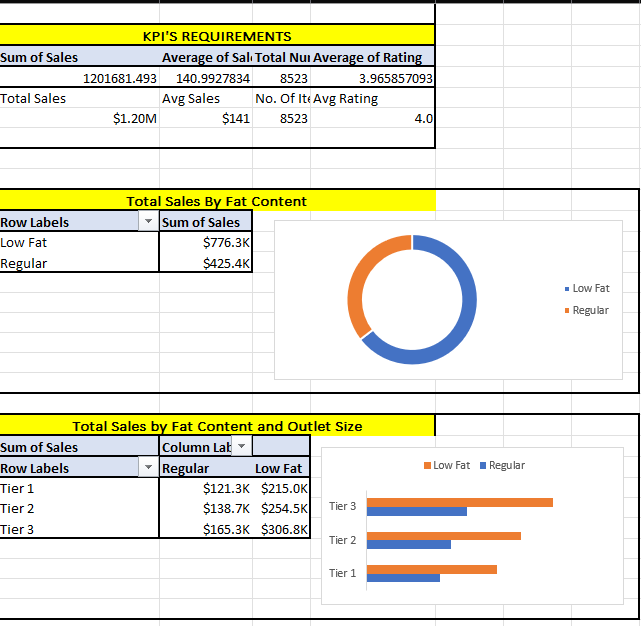 KPI'S REQUIREMENTS
Sum of Sales Average of Sal Total Nu Average of Rating
1201681.493 140.9927834 8523 3.965857093
Total Sales Avg Sales No. Of It Avg Rating
$1.20M $141 8523 4.0
Total Sales By Fat Content
Row Labels Sum of Sales
Low Fat $776.3K
Regular $425.4K
Low Fat
Regular
Total Sales by Fat Content and Outlet Size
Sum of Sales Column Lab
Row Labels Regular Low Fat
Tier 1 $121.3K $215.0K
Tier 2 $138.7K $254.5K
Tier 3 $165.3K $306.8K
Low Fat Regular
Tier 3
Tier 2
Tier 1